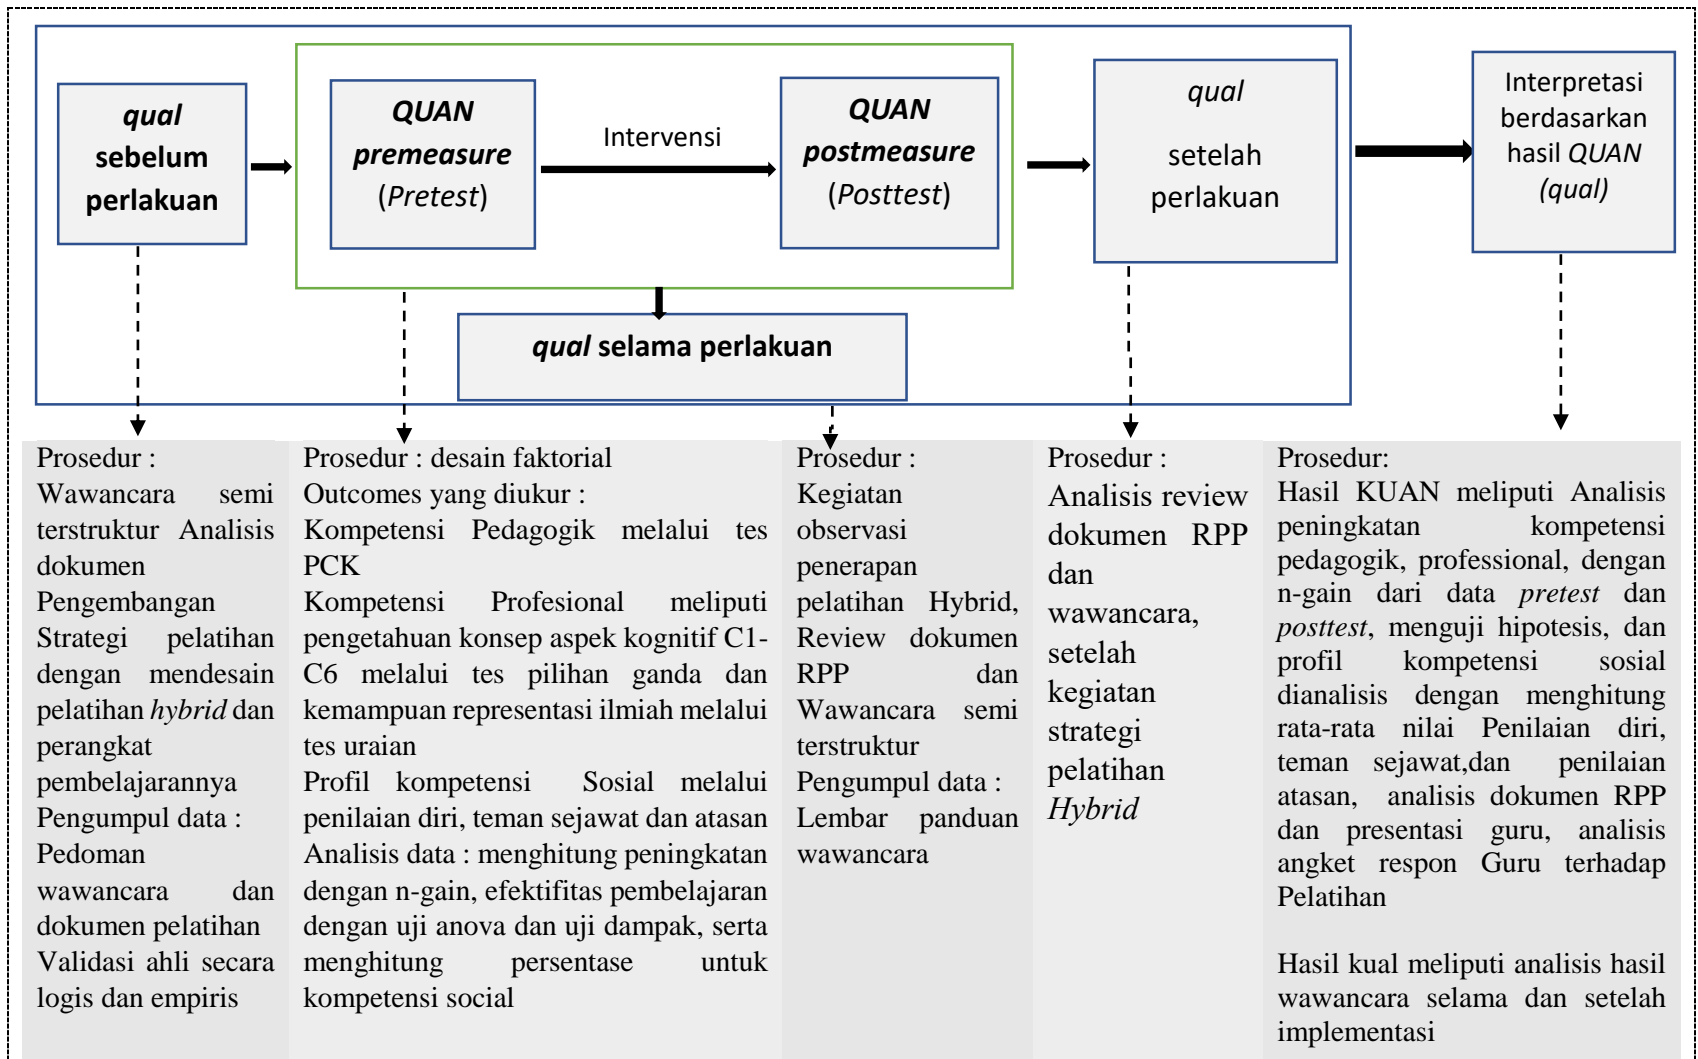 qual
sebelum
perlakuan
QUAN
premeasure
(Pretest)
Intervensi
QUAN
postmeasure
(Posttest)
qual
setelah
perlakuan
Interpretasi
berdasarkan
hasil QUAN
(qual)
qual selama perlakuan
Prosedur :
Wawancara semi
terstruktur Analisis
dokumen
Pengembangan
Strategi pelatihan
dengan mendesain
pelatihan hybrid dan
perangkat
pembelajarannya
Pengumpul data :
Pedoman
wawancara dan
dokumen pelatihan
Validasi ahli secara
logis dan empiris
Prosedur : desain faktorial
Outcomes yang diukur :
Kompetensi Pedagogik melalui tes
PCK
Kompetensi Profesional meliputi
pengetahuan konsep aspek kognitif C1-
C6 melalui tes pilihan ganda dan
kemampuan representasi ilmiah melalui
tes uraian
Profil kompetensi Sosial melalui
penilaian diri, teman sejawat dan atasan
Analisis data : menghitung peningkatan
dengan n-gain, efektifitas pembelajaran
dengan uji anova dan uji dampak, serta
menghitung persentase untuk
kompetensi social
Prosedur :
Kegiatan
observasi
penerapan
pelatihan Hybrid,
Review dokumen
RPP dan
Wawancara semi
terstruktur
Pengumpul data :
Lembar panduan
wawancara
Prosedur :
Analisis review
dokumen RPP
dan
wawancara,
setelah
kegiatan
strategi
pelatihan
Hybrid
Prosedur:
Hasil KUAN meliputi Analisis
peningkatan kompetensi
pedagogik, professional, dengan
n-gain dari data pretest dan
posttest, menguji hipotesis, dan
profil kompetensi sosial
dianalisis dengan menghitung
rata-rata nilai Penilaian diri,
teman sejawat,dan penilaian
atasan, analisis dokumen RPP
dan presentasi guru, analisis
angket respon Guru terhadap
Pelatihan
Hasil kual meliputi analisis hasil
wawancara selama dan setelah
implementasi